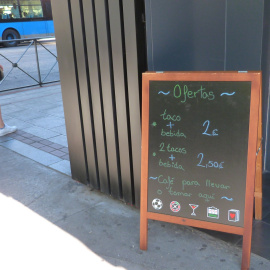 ~ Ofertas ~
* taco
+
bebida
2€
* 2 tacos
+
bebida
2,50€
~ Café para llevar
o tomar aquí ~